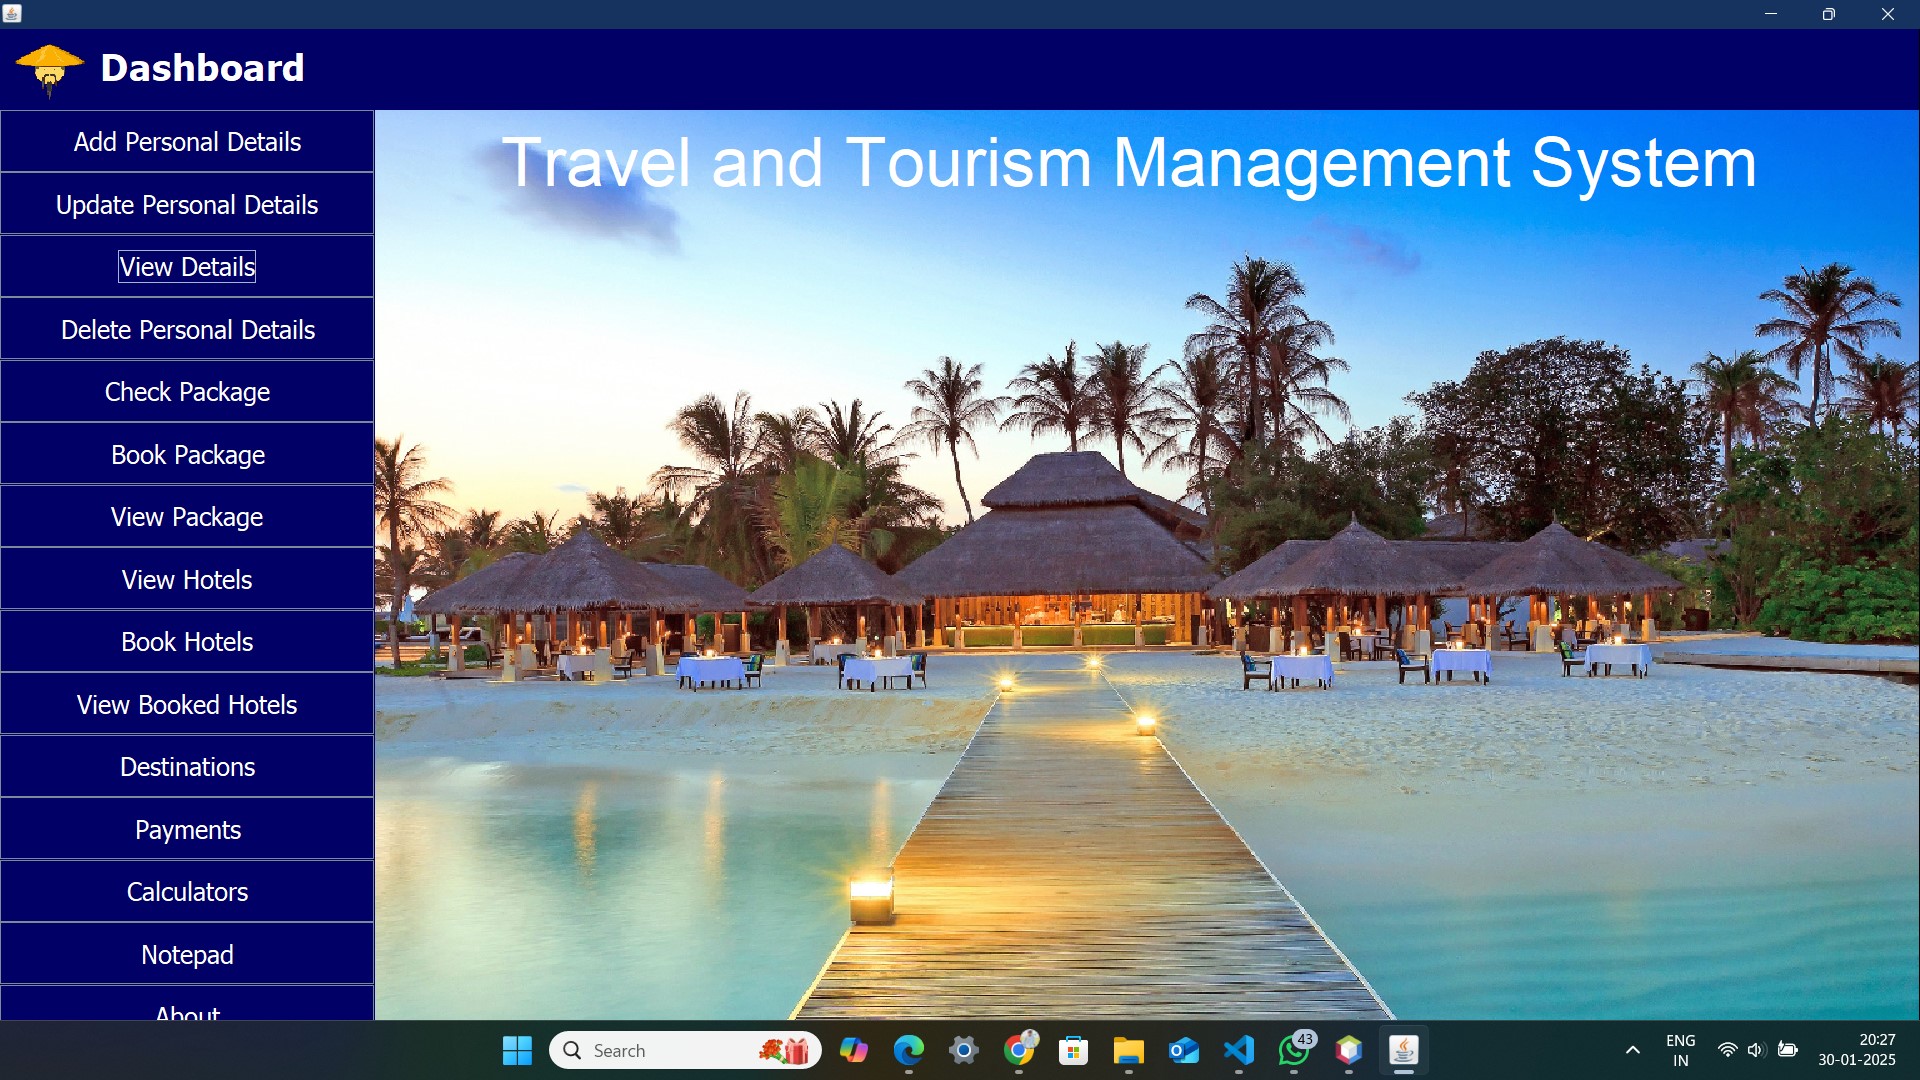 Dashboard
Add Personal Details
Update Personal Details
View Details
Delete Personal Details
Check Package
Book Package
View Package
View Hotels
Book Hotels
View Booked Hotels
Destinations
Payments
Calculators
Notepad
About
Travel and Tourism Management System
Search
43
ENG
IN
20:27
30-01-2025